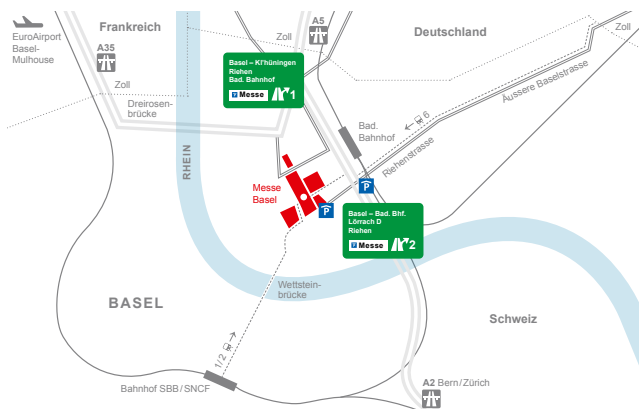 Frankreich
A5
Deutschland
EuroAirport
Basel-
Mulhouse
A35
Zoll
Zoll
Zoll
Basel – Kl'hüningen
Riehen
Bad. Bahnhof
P Messe 1
Dreirosen-
brücke
Äussere Baselstrasse
6
Bad.
Bahnhof
Riehenstrasse
RHEIN
Messe
Basel
P
P
Basel – Bad. Bhf.
Lörrach D
Riehen
P Messe 2
Wettstein-
brücke
BASEL
Schweiz
1/2
Bahnhof SBB/SNCF
A2 Bern/Zürich